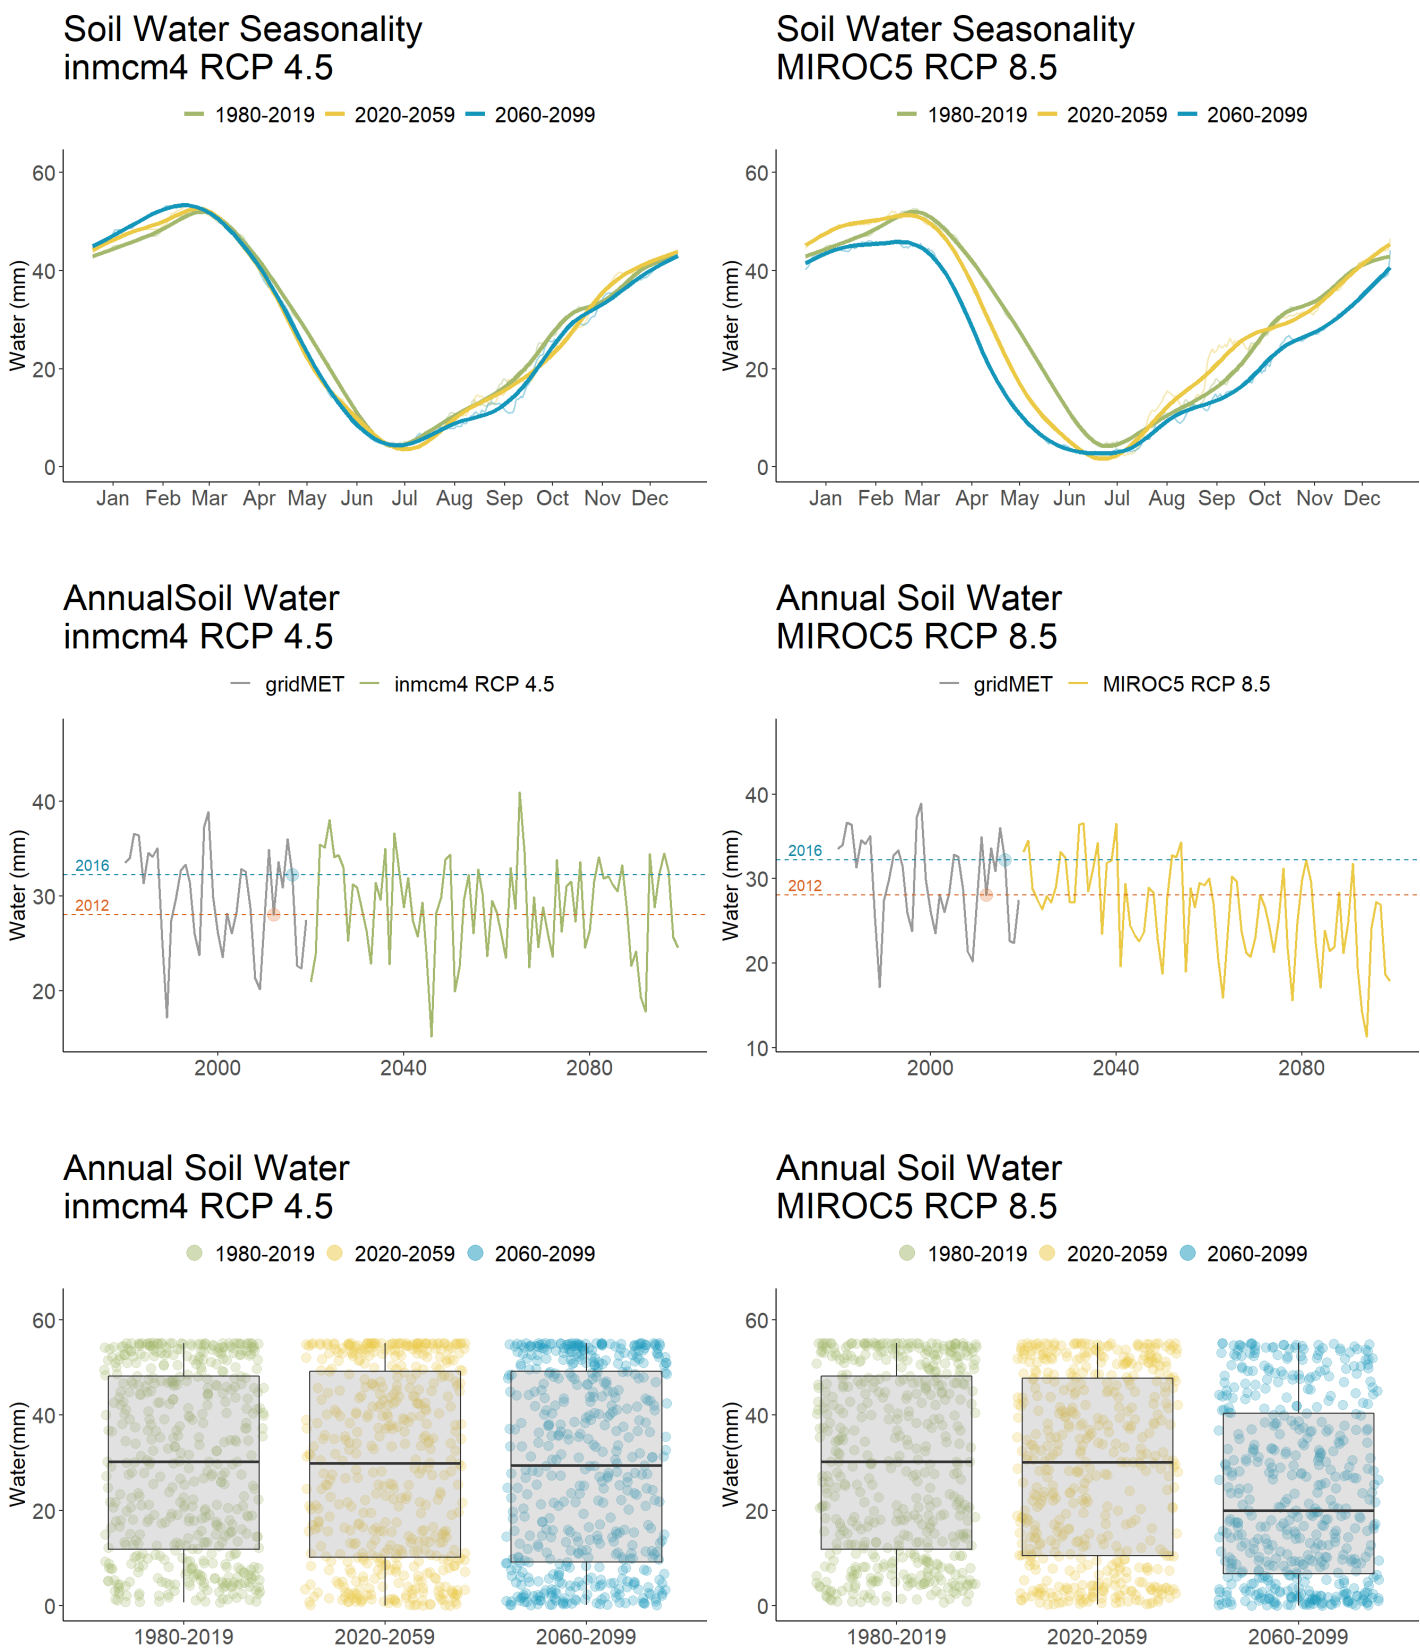 Soil Water Seasonality
inmcm4 RCP 4.5
1980-2019 2020-2059 2060-2099
Water (mm)
60
40
20
0
Jan Feb Mar Apr May Jun Jul Aug Sep Oct Nov Dec
Soil Water Seasonality
MIROC5 RCP 8.5
1980-2019 2020-2059 2060-2099
Water (mm)
60
40
20
0
Jan Feb Mar Apr May Jun Jul Aug Sep Oct Nov Dec
AnnualSoil Water
inmcm4 RCP 4.5
gridMET inmcm4 RCP 4.5
Water (mm)
40
30
20
2016
2012
2000 2040 2080
Annual Soil Water
MIROC5 RCP 8.5
gridMET MIROC5 RCP 8.5
Water (mm)
40
30
20
10
2016
2012
2000 2040 2080
Annual Soil Water
inmcm4 RCP 4.5
1980-2019 2020-2059 2060-2099
Water(mm)
60
40
20
0
1980-2019 2020-2059 2060-2099
Annual Soil Water
MIROC5 RCP 8.5
1980-2019 2020-2059 2060-2099
Water(mm)
60
40
20
0
1980-2019 2020-2059 2060-2099